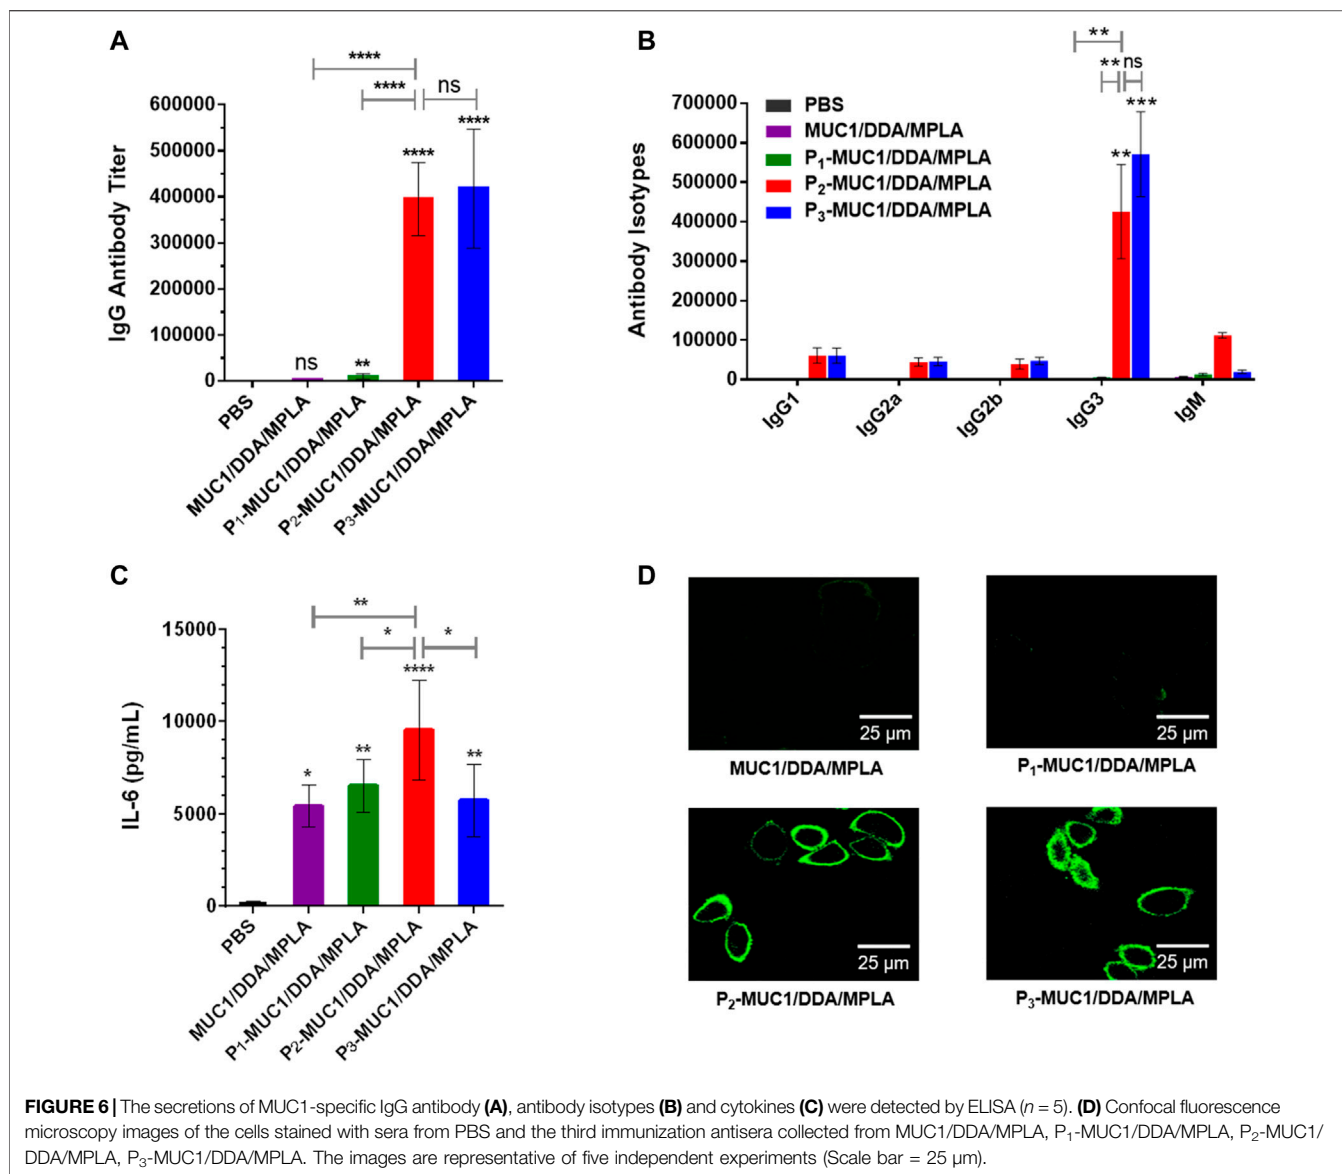 A
****
**** ns
600000
500000
400000
300000
200000
100000
0
IgG Antibody Titer
ns
**
****
****
PBS
MUC1/DDA/MPLA
P₁-MUC1/DDA/MPLA
P₂-MUC1/DDA/MPLA
P₃-MUC1/DDA/MPLA
B
**
** ns
***
**
700000
600000
500000
400000
300000
200000
100000
0
Antibody Isotypes
PBS
MUC1/DDA/MPLA
P₁-MUC1/DDA/MPLA
P₂-MUC1/DDA/MPLA
P₃-MUC1/DDA/MPLA
IgG1
IgG2a
IgG2b
IgG3
IgM
C
**
* *
15000
10000
5000
0
IL-6 (pg/mL)
*
**
****
**
PBS
MUC1/DDA/MPLA
P₁-MUC1/DDA/MPLA
P₂-MUC1/DDA/MPLA
P₃-MUC1/DDA/MPLA
D
25 μm
MUC1/DDA/MPLA
25 μm
P₁-MUC1/DDA/MPLA
25 μm
P₂-MUC1/DDA/MPLA
25 μm
P₃-MUC1/DDA/MPLA
FIGURE 6 | The secretions of MUC1-specific IgG antibody (A), antibody isotypes (B) and cytokines (C) were detected by ELISA (n = 5). (D) Confocal fluorescence
microscopy images of the cells stained with sera from PBS and the third immunization antisera collected from MUC1/DDA/MPLA, P₁-MUC1/DDA/MPLA, P₂-MUC1/
DDA/MPLA, P₃-MUC1/DDA/MPLA. The images are representative of five independent experiments (Scale bar = 25 μm).